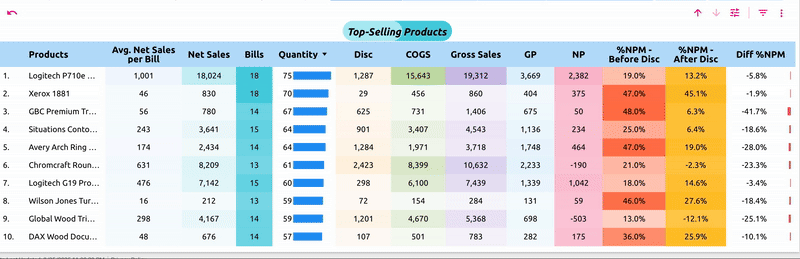 Top-Selling Products
Products Avg. Net Sales per Bill Net Sales Bills Quantity Disc COGS Gross Sales GP NP %NPM - Before Disc %NPM - After Disc Diff %NPM
1. Logitech P710e ... 1,001 18,024 18 75 1,287 15,643 19,312 3,669 2,382 19.0% 13.2% -5.8%
2. Xerox 1881 46 830 18 70 29 456 860 404 375 47.0% 45.1% -1.9%
3. GBC Premium Tr... 56 780 14 67 625 731 1,406 675 50 48.0% 6.3% -41.7%
4. Situations Conto... 243 3,641 15 64 901 3,407 4,543 1,136 234 25.0% 6.4% -18.6%
5. Avery Arch Ring ... 174 2,434 14 64 1,284 1,971 3,718 1,748 464 47.0% 19.0% -28.0%
6. Chromcraft Roun... 631 8,209 13 61 2,423 8,399 10,632 2,233 -190 21.0% -2.3% -23.3%
7. Logitech G19 Pro... 476 7,142 15 60 298 6,100 7,439 1,339 1,042 18.0% 14.6% -3.4%
8. Wilson Jones Tur... 16 212 13 59 72 154 284 131 59 46.0% 27.6% -18.4%
9. Global Wood Tri... 298 4,167 14 59 1,201 4,670 5,368 698 -503 13.0% -12.1% -25.1%
10. DAX Wood Docu... 48 676 14 57 107 501 783 282 175 36.0% 25.9% -10.1%